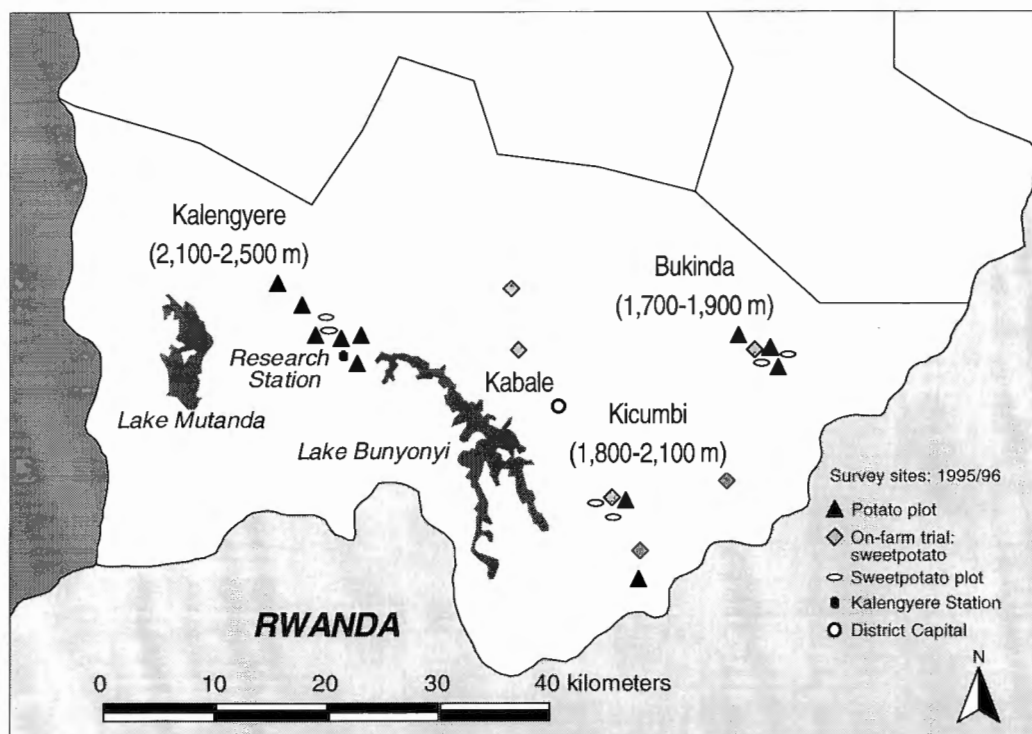 Kalengyere
(2,100-2,500 m)
Bukinda
(1,700-1,900 m)
Research
Station
Lake Mutanda
Kabale
Kicumbi
(1,800-2,100 m)
Lake Bunyonyi
Survey sites: 1995/96
Potato plot
On-farm trial:
sweetpotato
Sweetpotato plot
Kalengyere Station
District Capital
RWANDA
N
0 10 20 30 40 kilometers